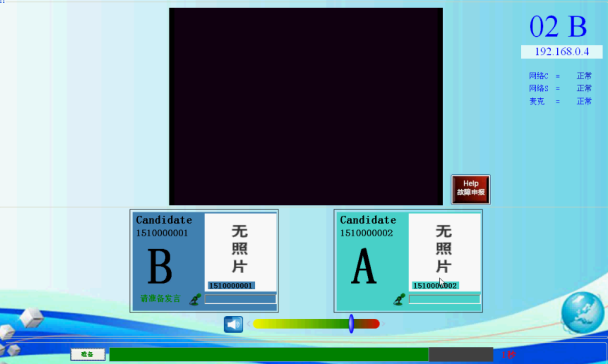 02 B
192.168.0.4
网络C = 正常
网络S = 正常
麦克 = 正常
Help
故障申报
Candidate
1510000001
B
无照片
1510000001
请准备发言
Candidate
1510000002
A
无照片
1510000002
准备